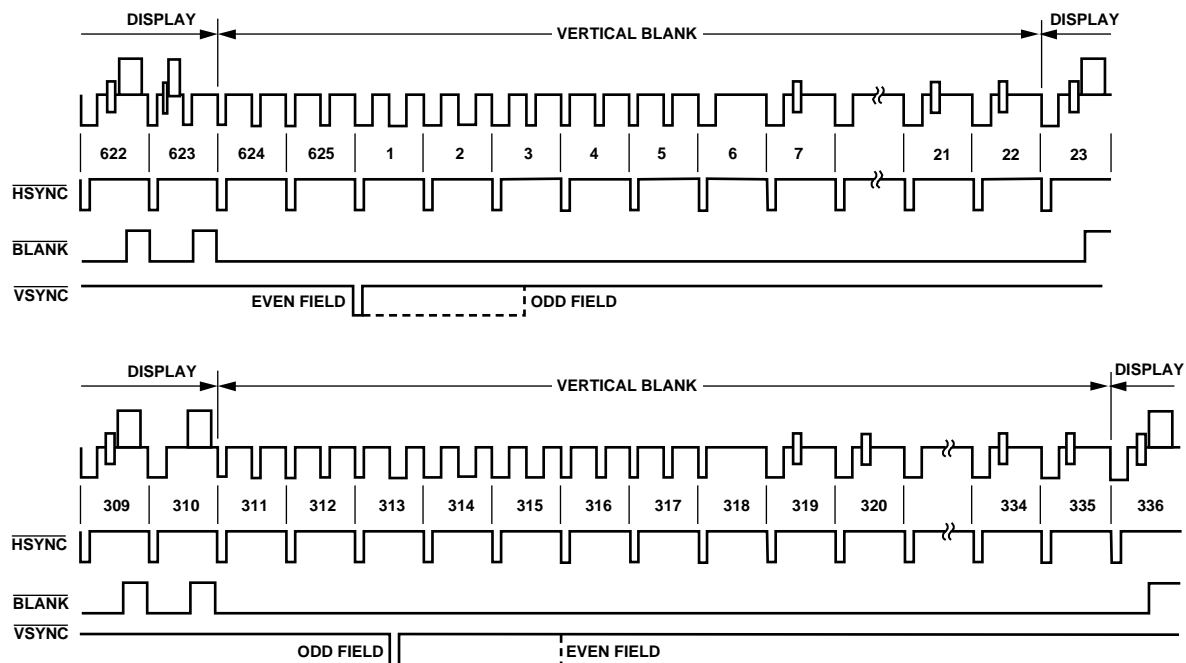 DISPLAY VERTICAL BLANK DISPLAY
622 623 624 625 1 2 3 4 5 6 7 21 22 23
HSYNC
BLANK
VSYNC
EVEN FIELD ODD FIELD
DISPLAY VERTICAL BLANK DISPLAY
309 310 311 312 313 314 315 316 317 318 319 320 334 335 336
HSYNC
BLANK
VSYNC
ODD FIELD EVEN FIELD